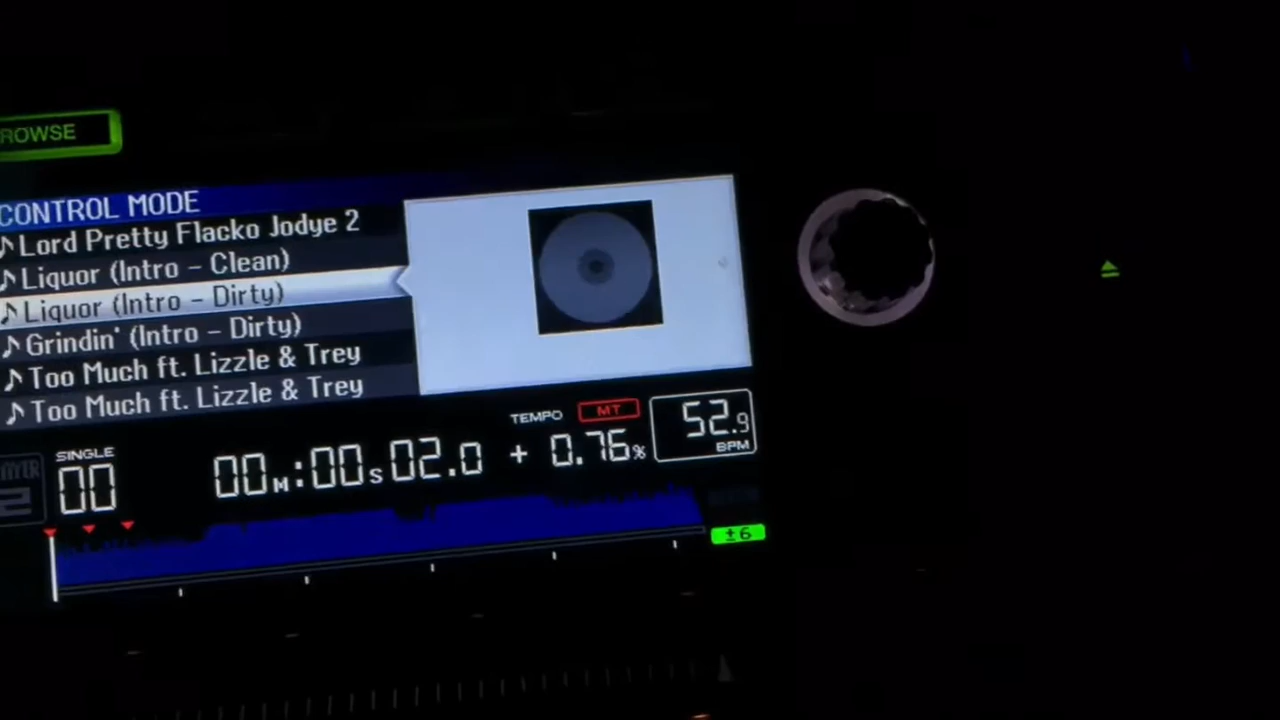 ROWSE
CONTROL MODE
Lord Pretty Flacko Jodye 2
Liquor (Intro - Clean)
Liquor (Intro - Dirty)
Grindin' (Intro - Dirty)
Too Much ft. Lizzle & Trey
Too Much ft. Lizzle & Trey
TEMPO MT 52.9 BPM
SINGLE
00 00M:00S02.0 + 0.76%
AYER
2
±6